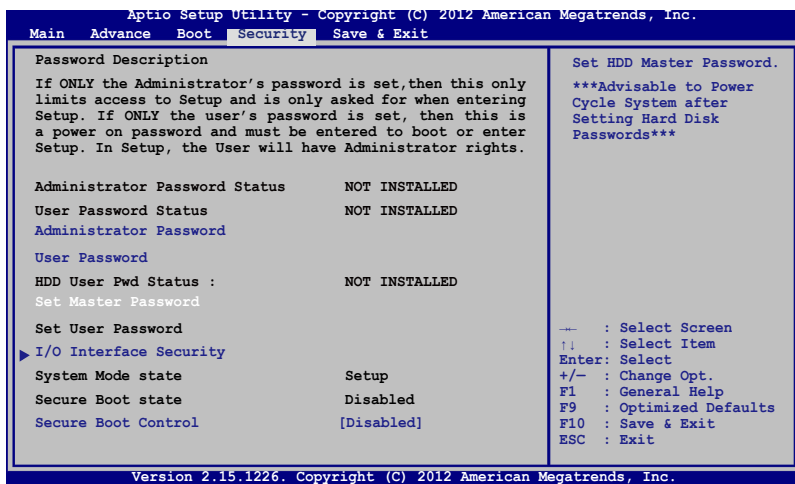 Aptio Setup Utility - Copyright (C) 2012 American Megatrends, Inc.
Main Advance Boot Security Save & Exit
Password Description
If ONLY the Administrator's password is set,then this only
limits access to Setup and is only asked for when entering
Setup. If ONLY the user's password is set, then this is
a power on password and must be entered to boot or enter
Setup. In Setup, the User will have Administrator rights.
Administrator Password Status NOT INSTALLED
User Password Status NOT INSTALLED
Administrator Password
User Password
HDD User Pwd Status : NOT INSTALLED
Set Master Password
Set User Password
I/O Interface Security
System Mode state Setup
Secure Boot state Disabled
Secure Boot Control [Disabled]
Set HDD Master Password.
***Advisable to Power
Cycle System after
Setting Hard Disk
Passwords***
→← : Select Screen
↑↓ : Select Item
Enter: Select
+/— : Change Opt.
F1 : General Help
F9 : Optimized Defaults
F10 : Save & Exit
ESC : Exit
Version 2.15.1226. Copyright (C) 2012 American Megatrends, Inc.